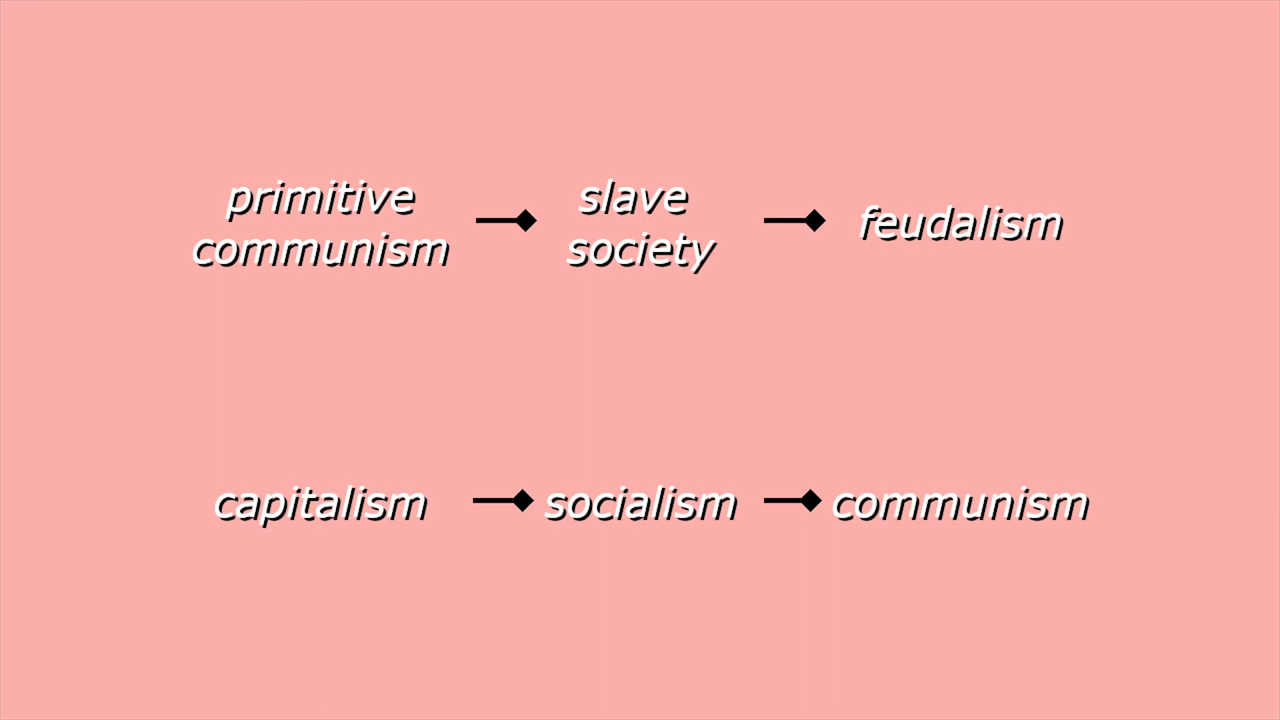 primitive communism
slave society
feudalism
capitalism
socialism
communism